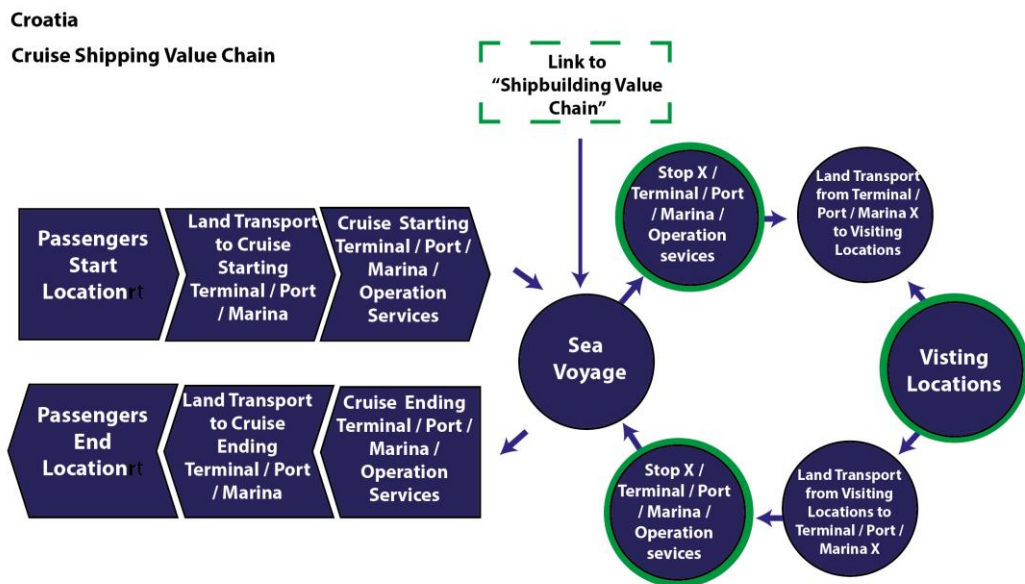 Croatia
Cruise Shipping Value Chain
Link to
“Shipbuilding Value
Chain”
Passengers
Start
Locationrt
Land Transport
to Cruise
Starting
Terminal / Port
/ Marina
Cruise Starting
Terminal / Port /
Marina /
Operation
Services
Sea
Voyage
Stop X /
Terminal / Port
/ Marina /
Operation
sevices
Land Transport
from Terminal /
Port / Marina X
to Visiting
Locations
Visting
Locations
Land Transport
from Visiting
Locations to
Terminal / Port /
Marina X
Stop X /
Terminal / Port
/ Marina /
Operation
sevices
Cruise Ending
Terminal / Port /
Marina /
Operation
Services
Land Transport
to Cruise
Ending
Terminal / Port
/ Marina
Passengers
End
Locationrt